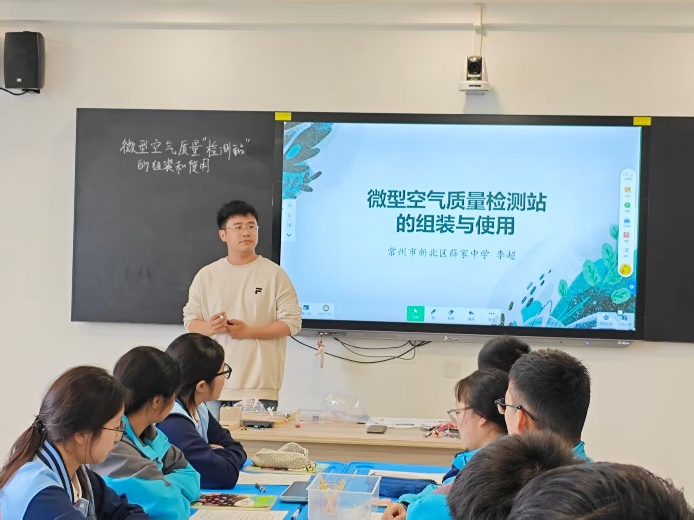 微型空气质量"检测站"
的组装和使用
微型空气质量检测站
的组装与使用
常州市新北区薛家中学 李超